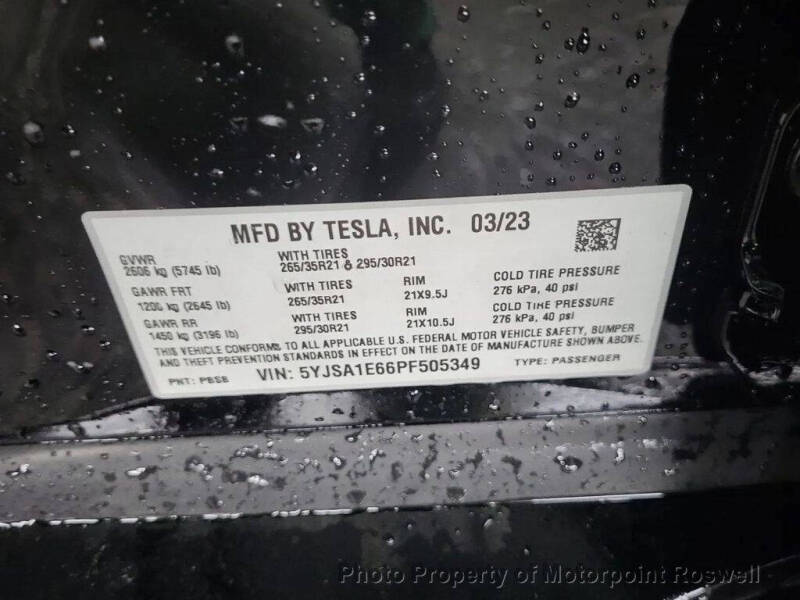 MFD BY TESLA, INC. 03/23
GVWR
2606 kg (5745 lb)
WITH TIRES
265/35R21 & 295/30R21
GAWR FRT
1200 kg (2645 lb)
WITH TIRES
265/35R21
RIM
21X9.5J
COLD TIRE PRESSURE
276 kPa, 40 psi
GAWR RR
1450 kg (3196 lb)
WITH TIRES
295/30R21
RIM
21X10.5J
COLD TIRE PRESSURE
276 kPa, 40 psi
THIS VEHICLE CONFORMS TO ALL APPLICABLE U.S. FEDERAL MOTOR VEHICLE SAFETY, BUMPER
AND THEFT PREVENTION STANDARDS IN EFFECT ON THE DATE OF MANUFACTURE SHOWN ABOVE.
PNT: PBSB VIN: 5YJSA1E66PF505349 TYPE: PASSENGER
Photo Property of Motorpoint Roswell